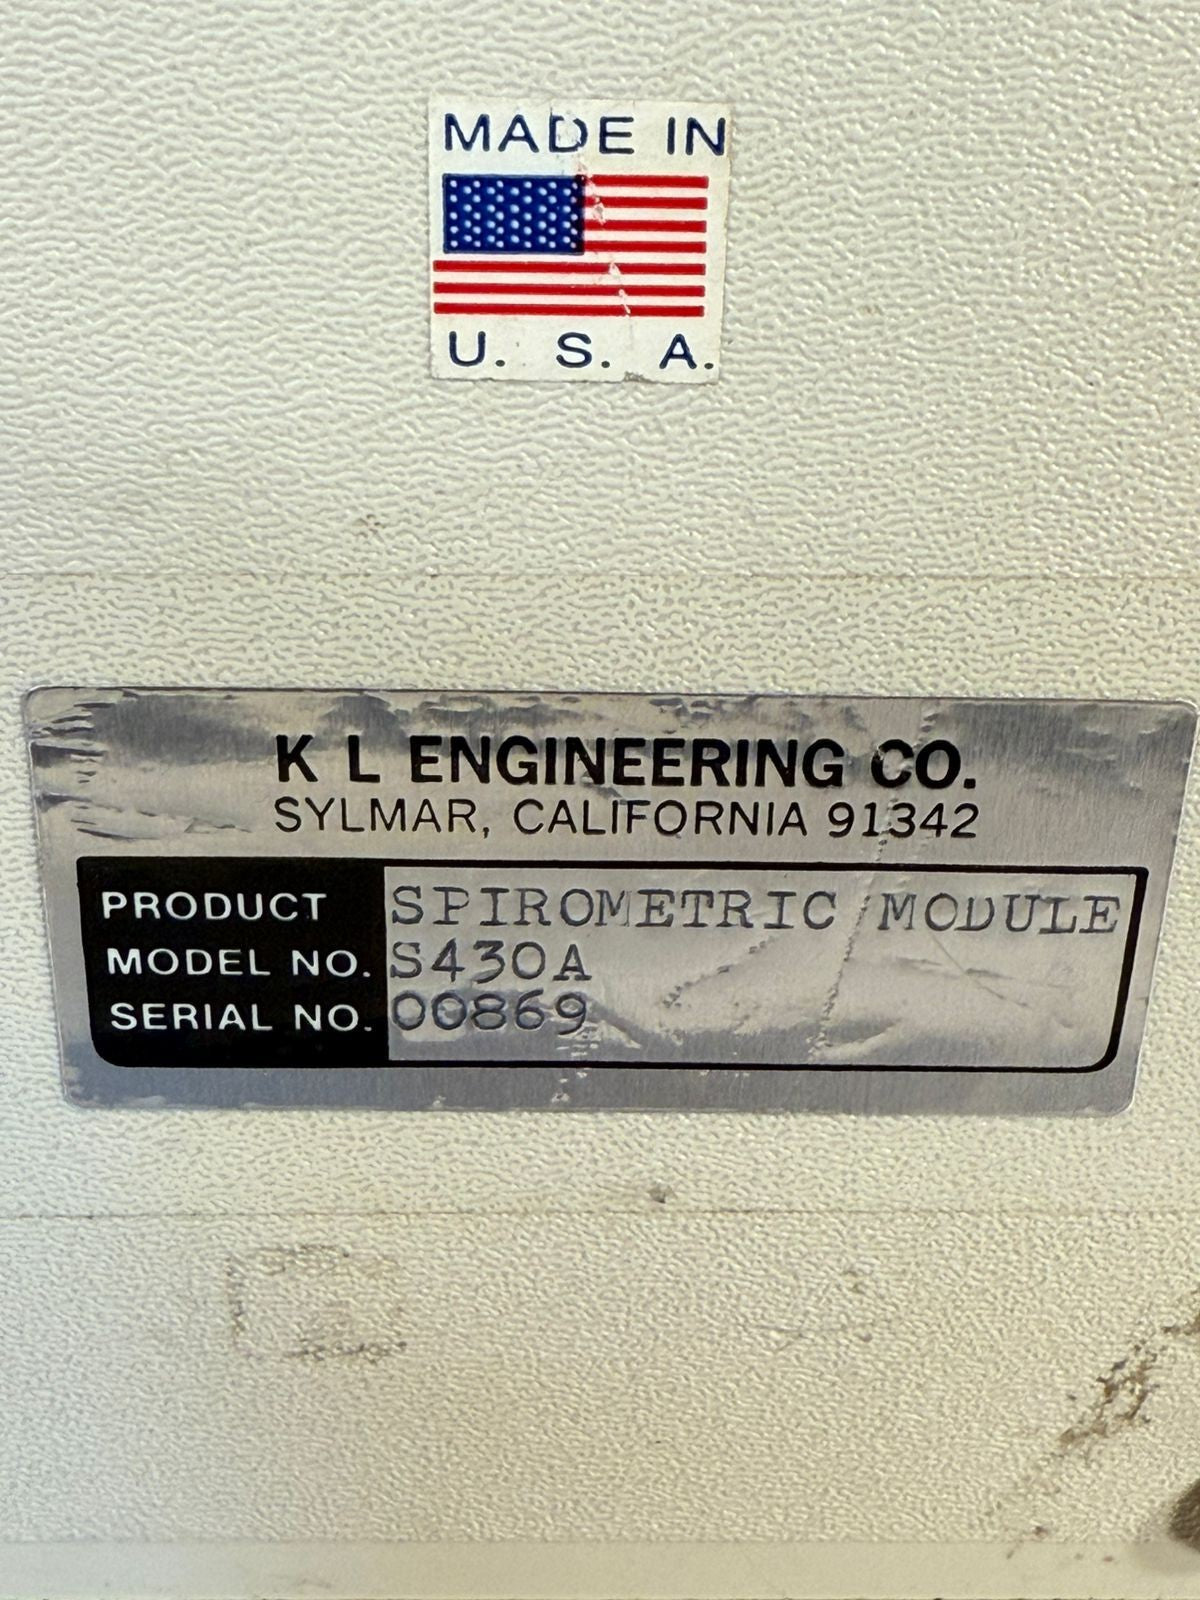 MADE IN
U. S. A.
K L ENGINEERING CO.
SYLMAR, CALIFORNIA 91342
PRODUCT SPIROMETRIC MODULE
MODEL NO. S430A
SERIAL NO. 00869